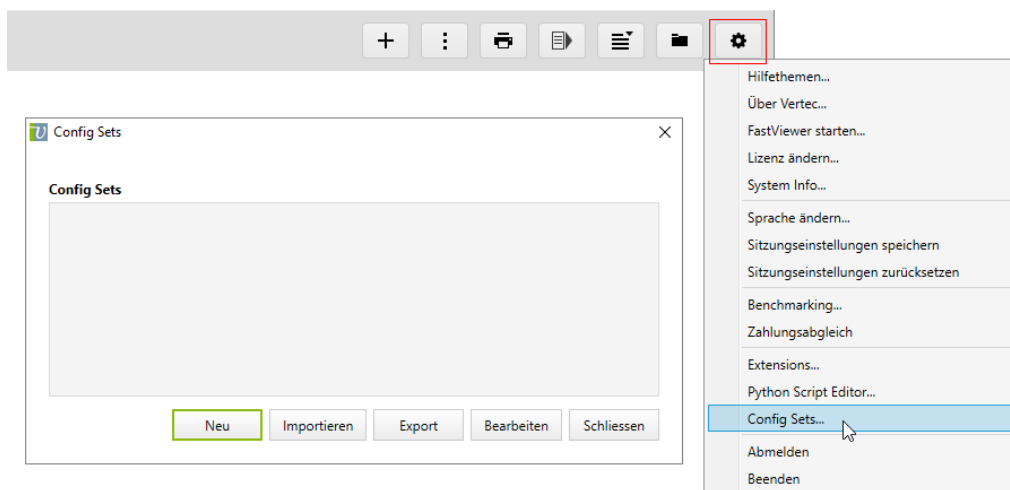 Hilfethemen...
Über Vertec...
FastViewer starten...
Lizenz ändern...
System Info...
Sprache ändern...
Sitzungseinstellungen speichern
Sitzungseinstellungen zurücksetzen
Benchmarking...
Zahlungsabgleich
Extensions...
Python Script Editor...
Config Sets...
Abmelden
Beenden
Config Sets
Config Sets
Neu
Importieren
Export
Bearbeiten
Schliessen